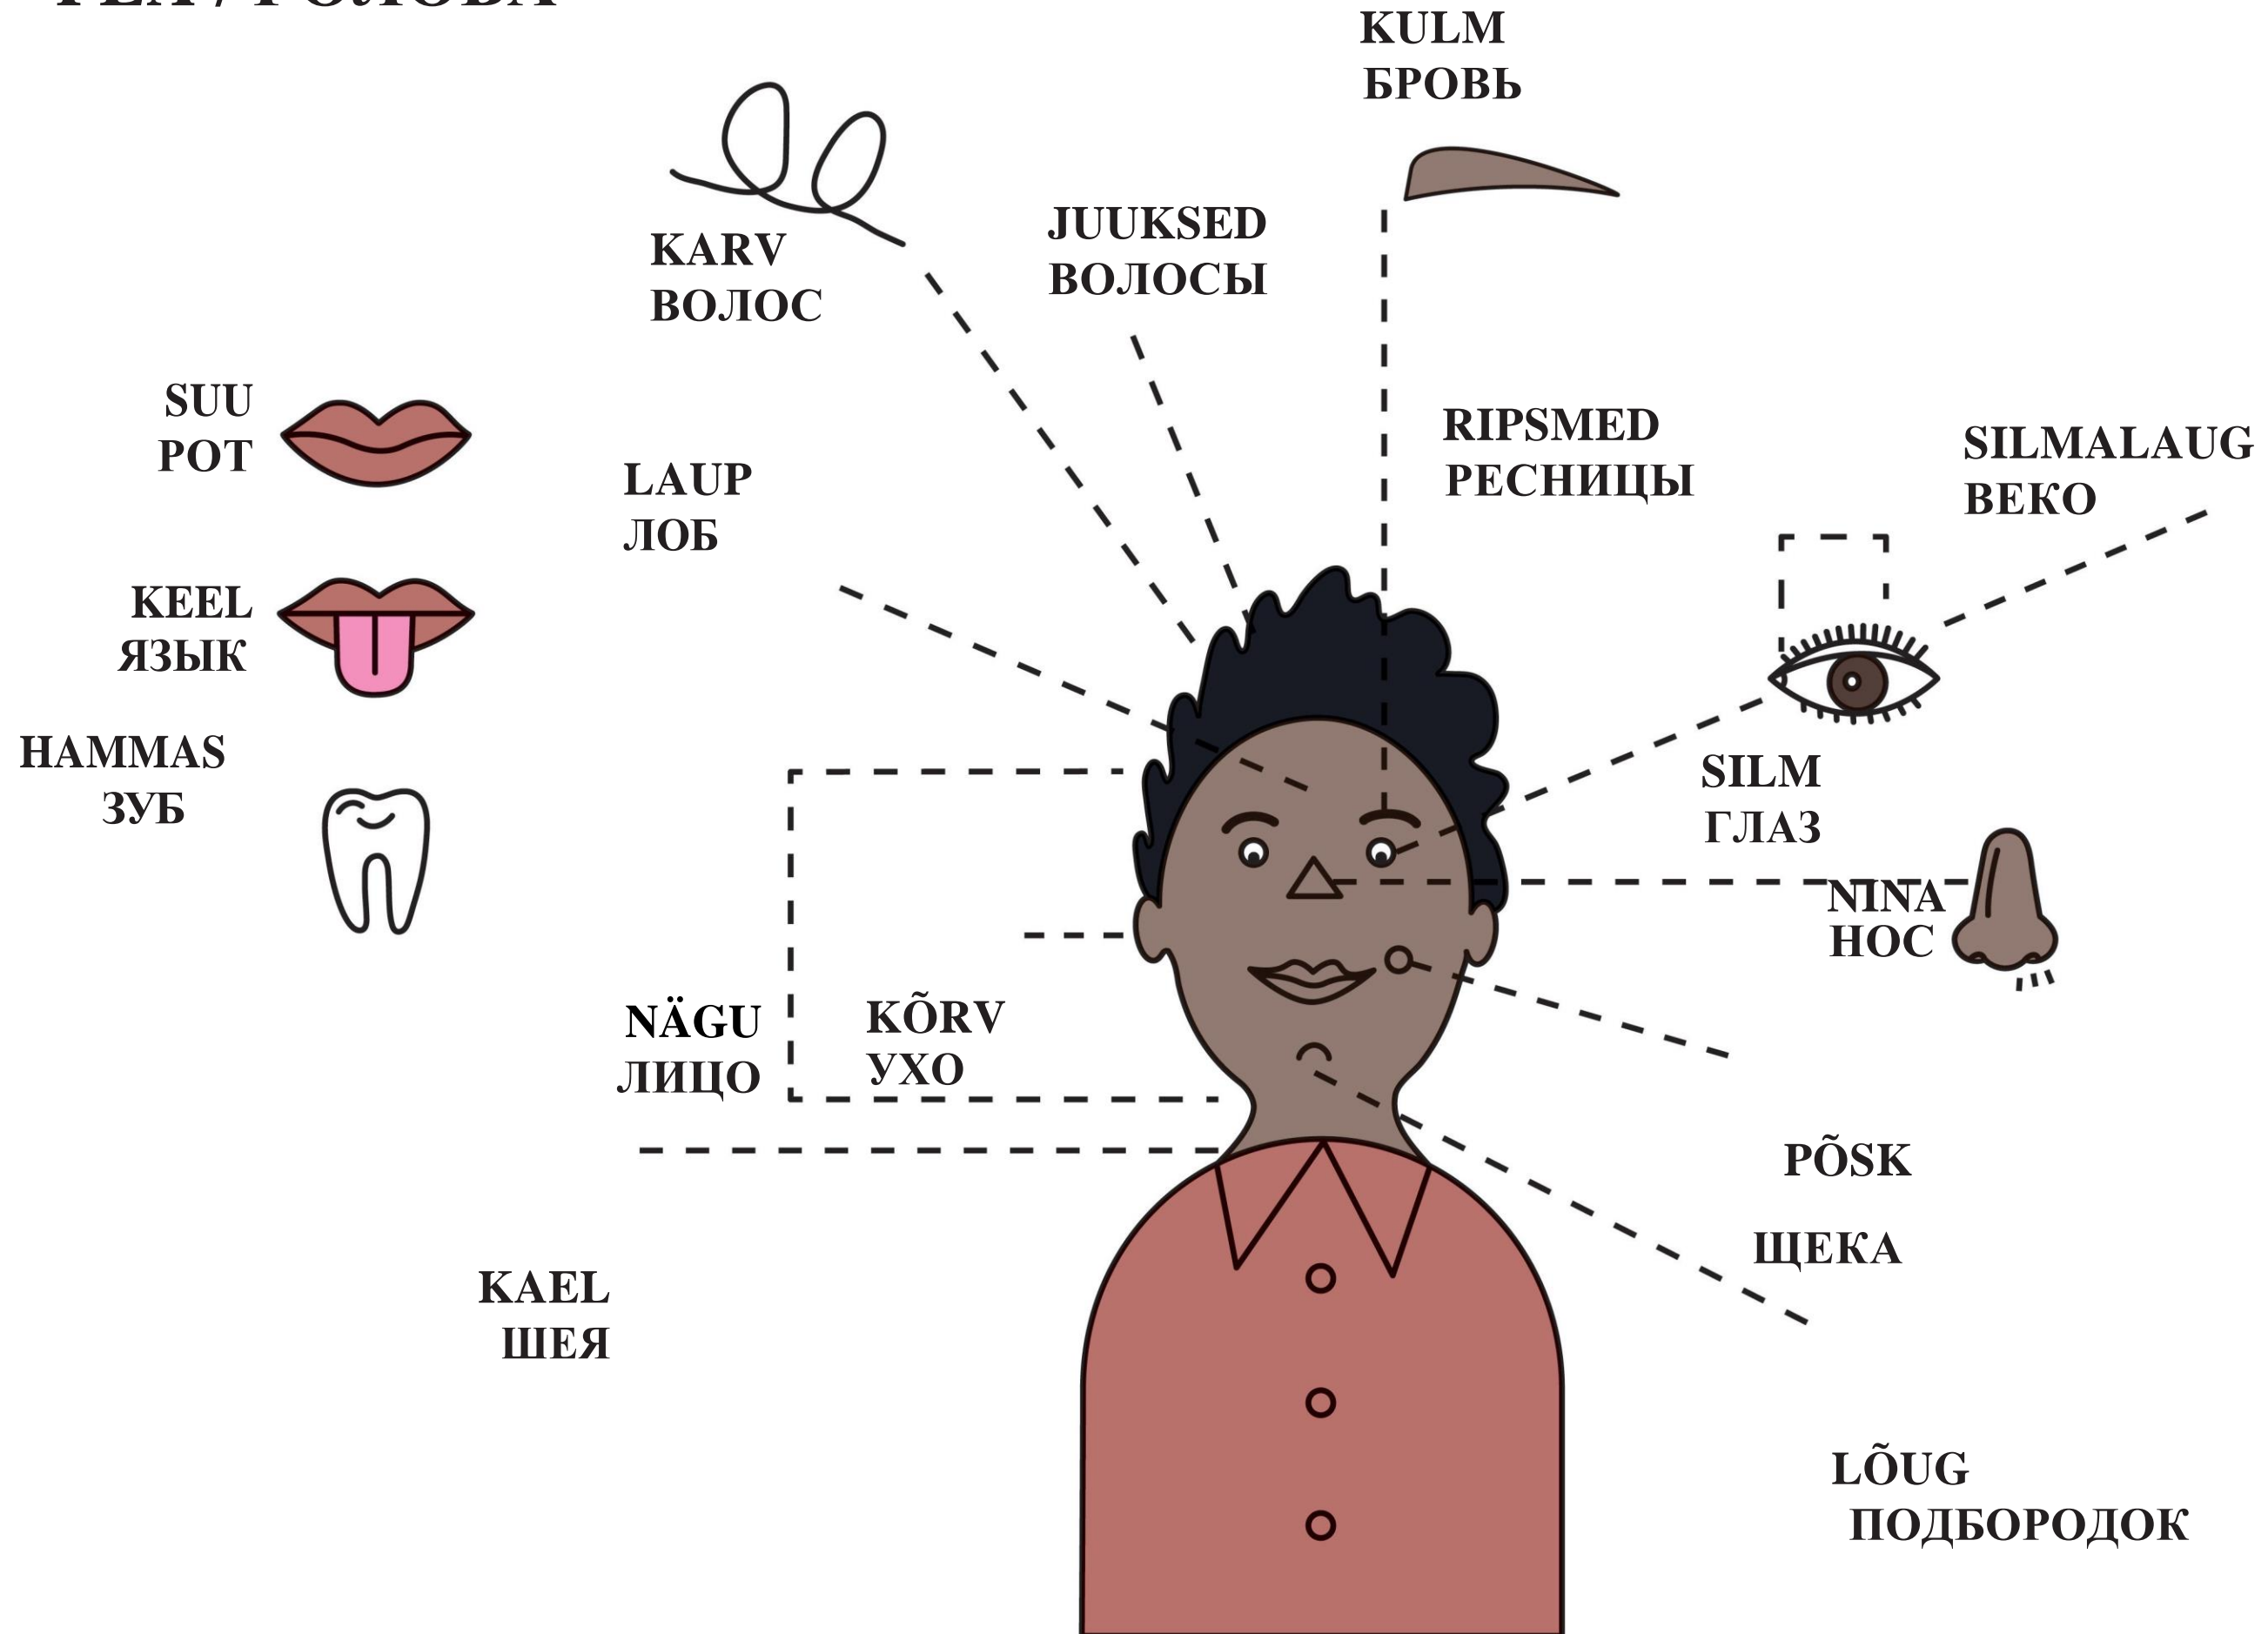 KULM
БРОВЬ
KARV
ВОЛОС
JUUKSED
ВОЛОСЫ
SUU
РОТ
LAUP
ЛОБ
RIPSMED
РЕСНИЦЫ
SILMALAUG
ВЕКО
KEEL
ЯЗЫК
HAMMAS
ЗУБ
SILM
ГЛАЗ
NINA
НОС
NÄGU
ЛИЦО
KÕRV
УХО
PÕSK
ЩЕКА
KAEL
ШЕЯ
LÕUG
ПОДБОРОДОК